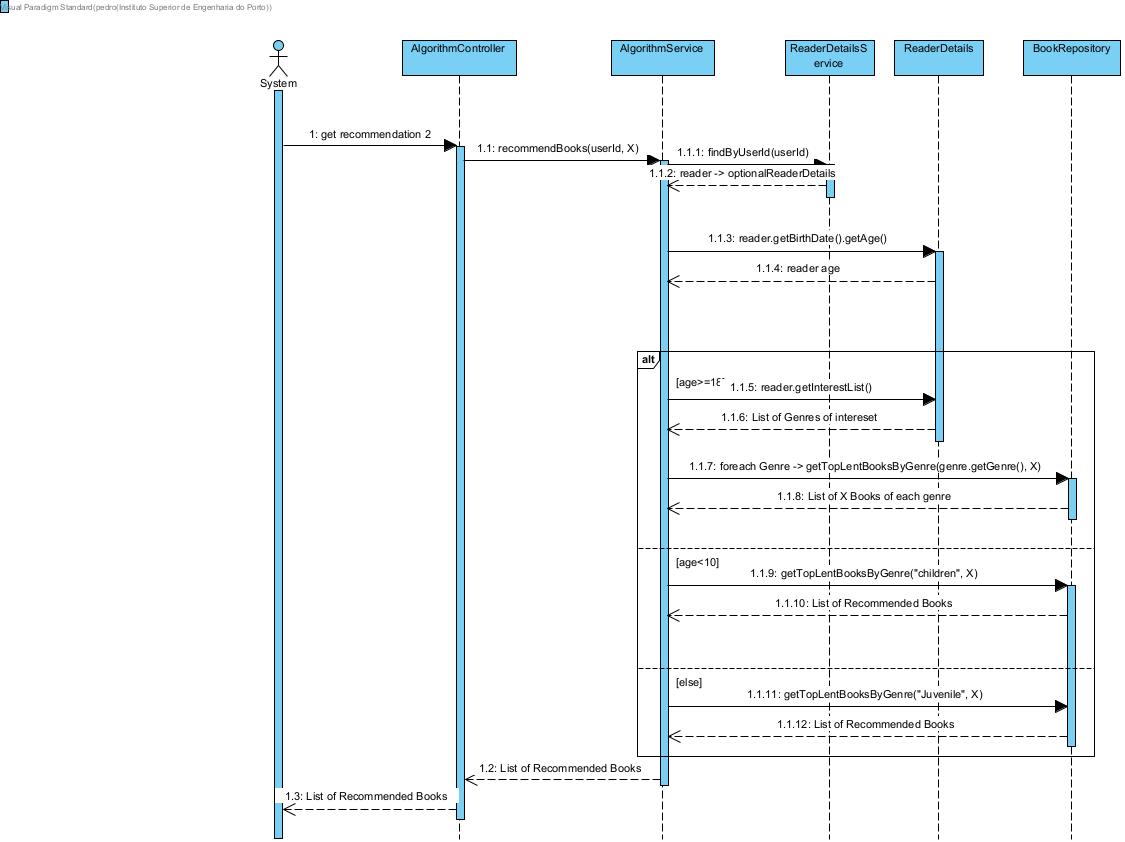 Visual Paradigm Standard(pedro(Instituto Superior de Engenharia do Porto))
System
AlgorithmController
AlgorithmService
ReaderDetailsS
ervice
ReaderDetails
BookRepository
1: get recommendation 2
1.1: recommendBooks(userId, X)
1.1.1: findByUserId(userId)
1.1.2: reader -> optionalReaderDetails
1.1.3: reader.getBirthDate().getAge()
1.1.4: reader age
alt
[age>=18
1.1.5: reader.getInterestList()
1.1.6: List of Genres of intereset
1.1.7: foreach Genre -> getTopLentBooksByGenre(genre.getGenre(), X)
1.1.8: List of X Books of each genre
[age<10]
1.1.9: getTopLentBooksByGenre("children", X)
1.1.10: List of Recommended Books
[else]
1.1.11: getTopLentBooksByGenre("Juvenile", X)
1.1.12: List of Recommended Books
1.2: List of Recommended Books
1.3: List of Recommended Books